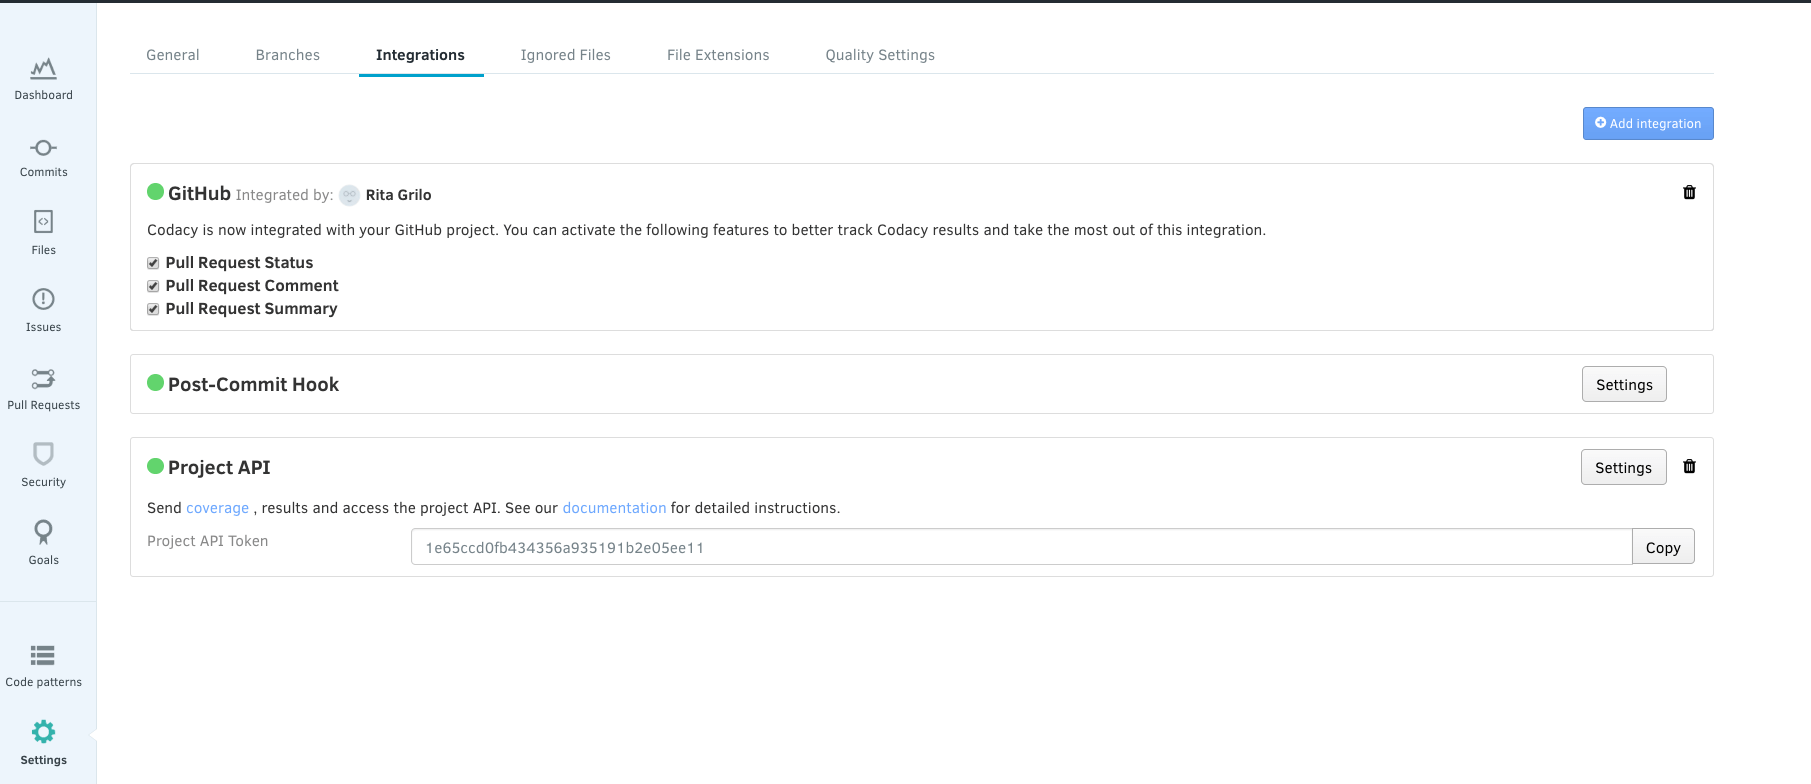 General Branches Integrations Ignored Files File Extensions Quality Settings
Add integration
Dashboard
Commits
Files
Issues
Pull Requests
Security
Goals
Code patterns
Settings
GitHub Integrated by: Rita Grilo
Codacy is now integrated with your GitHub project. You can activate the following features to better track Codacy results and take the most out of this integration.
Pull Request Status
Pull Request Comment
Pull Request Summary
Post-Commit Hook Settings
Project API Settings
Send coverage , results and access the project API. See our documentation for detailed instructions.
Project API Token 1e65ccd0fb434356a935191b2e05ee11 Copy